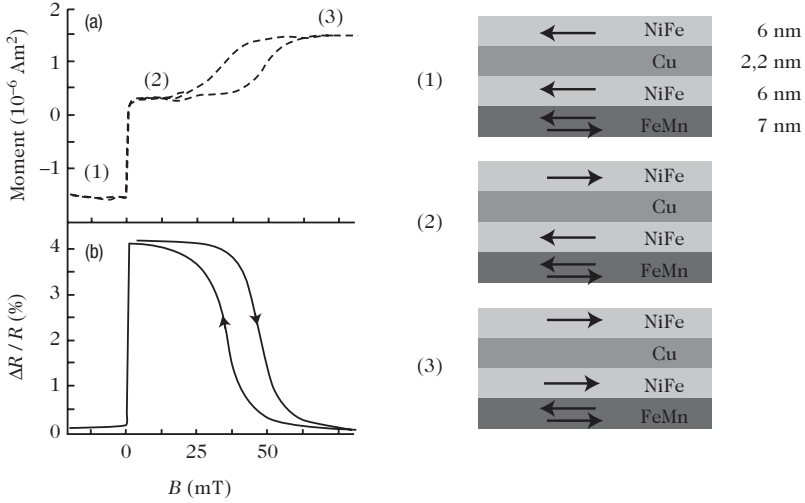 (a)
Moment (10⁻⁶ Am²)
2
1
0
−1
(1)
(2)
(3)
(b)
ΔR / R (%)
4
3
2
1
0
0 25 50
B (mT)
(1)
NiFe 6 nm
Cu 2,2 nm
NiFe 6 nm
FeMn 7 nm
(2)
NiFe
Cu
NiFe
FeMn
(3)
NiFe
Cu
NiFe
FeMn